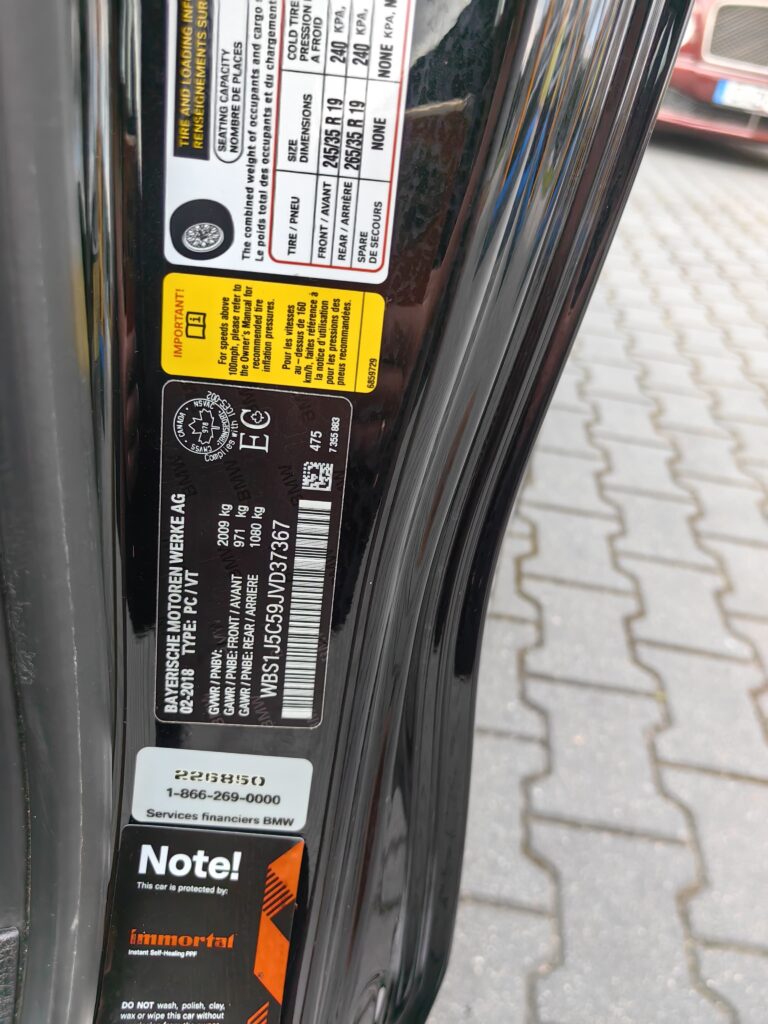 TIRE AND LOADING INF
RENSEIGNEMENTS SUR
SEATING CAPACITY
NOMBRE DE PLACES
The combined weight of occupants and cargo
Le poids total des occupants et du chargement
TIRE / PNEU
SIZE
DIMENSIONS
COLD TIRE
PRESSION
A FROID
FRONT / AVANT 245/35 R 19 240 KPA,
REAR / ARRIÈRE 265/35 R 19 240 KPA,
SPARE
DE SECOURS
NONE NONE KPA,
IMPORTANT!
For speeds above
100mph, please refer to
the Owner's Manual for
recommended tire
inflation pressures.
Pour les vitesses
au-dessus de 160
km/h, faites référence à
la notice d'utilisation
pour les pressions des
pneus recommandées.
6859729
BAYERISCHE MOTOREN WERKE AG
02-2018 TYPE: PC / VT
GVWR / PNBV: 2009 kg
GAWR / PNBE: FRONT / AVANT 971 kg
GAWR / PNBE: REAR / ARRIERE 1080 kg
WBS1J5C59JVD37367
CANADA
978
EC
475
7 355 883
226850
1-866-269-0000
Services financiers BMW
Note!
This car is protected by:
immortal
Instant Self-Healing PPF
DO NOT wash, polish, clay,
wax or wipe this car without